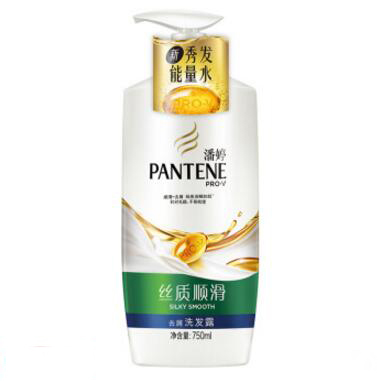 新秀发
能量水
PRO-V
潘婷
PANTENE
PRO-V
丝质顺滑
SILKY SMOOTH
去屑 洗发露
净含量:750ml